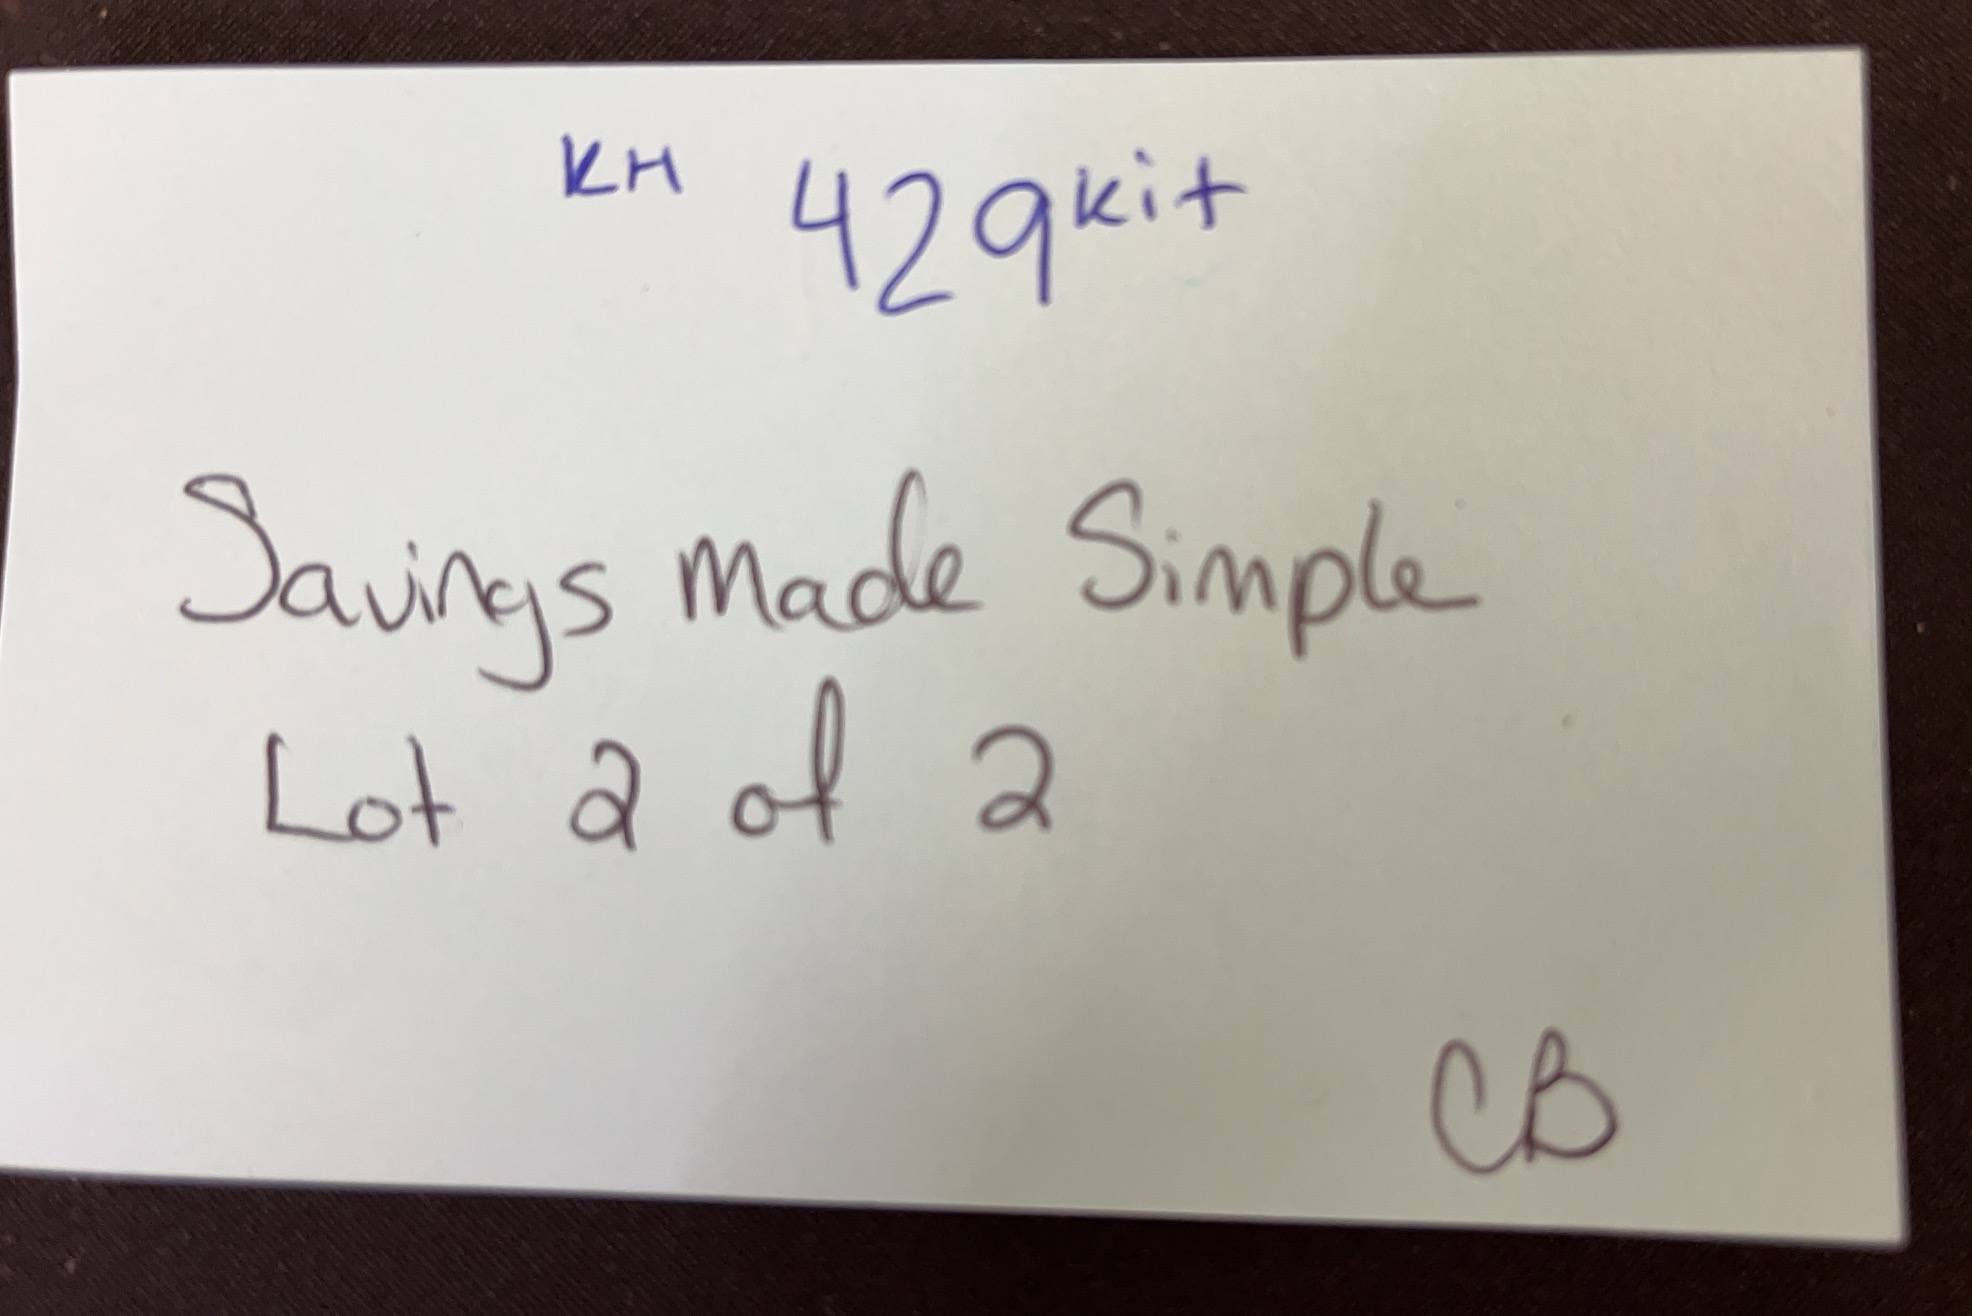 KH 429kit
Savings Made Simple
Lot 2 of 2
CB